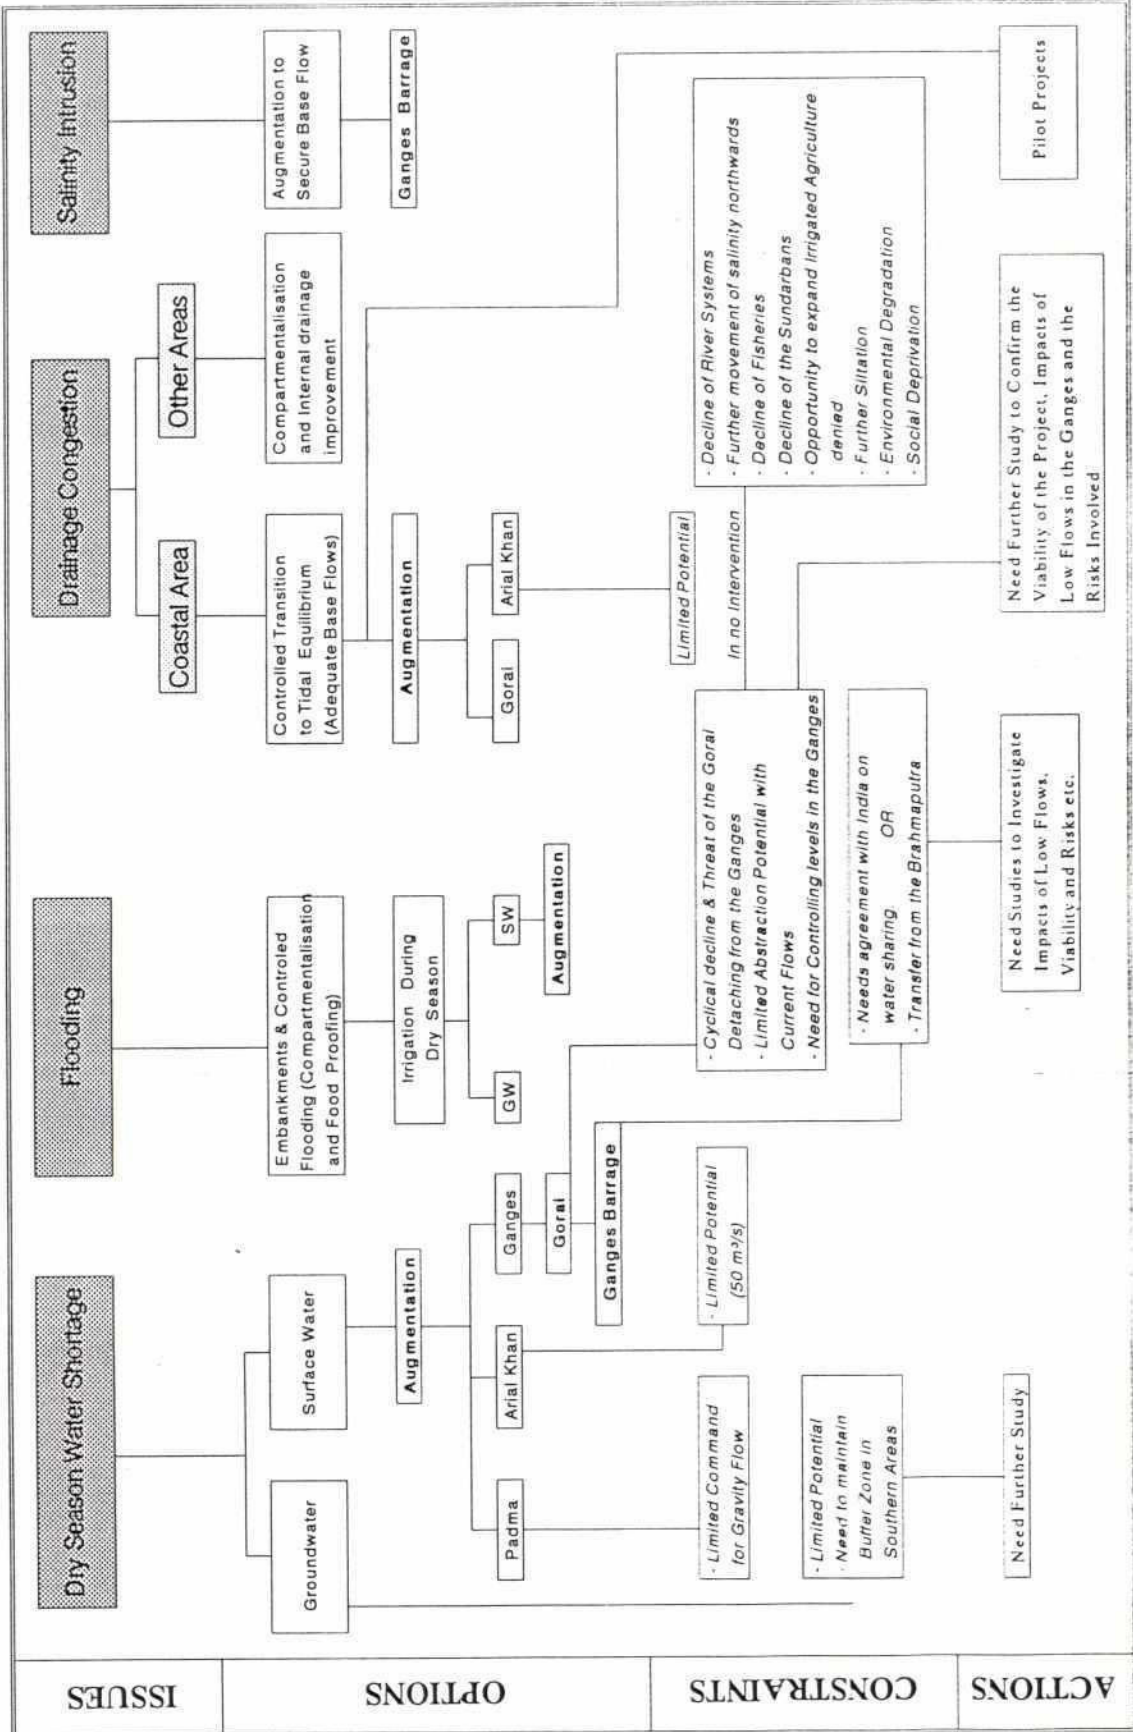 ISSUES
Dry Season Water Shortage
Flooding
Drainage Congestion
Salinity Intrusion
Coastal Area
Other Areas
OPTIONS
Groundwater
Surface Water
Embankments & Controled
Flooding (Compartmentalisation
and Food Proofing)
Controlled Transition
to Tidal Equilibrium
(Adequate Base Flows)
Compartmentalisation
and Internal drainage
improvement
Augmentation to
Secure Base Flow
Augmentation
Irrigation During
Dry Season
Augmentation
Ganges Barrage
Padma
Arial Khan
Ganges
GW
SW
Goral
Arial Khan
Goral
Augmentation
Ganges Barrage
CONSTRAINTS
- Limited Command
for Gravity Flow
- Limited Potential
(50 m³/s)
- Cyclical decline & Threat of the Goral
Detaching from the Ganges
- Limited Abstraction Potential with
Current Flows
- Need for Controlling levels in the Ganges
Limited Potential
In no Intervention
- Decline of River Systems
- Further movement of salinity northwards
- Decline of Fisheries
- Decline of the Sundarbans
- Opportunity to expand Irrigated Agriculture
denied
- Further Siltation
- Environmental Degradation
- Social Deprivation
- Limited Potential
- Need to maintain
Buffer Zone in
Southern Areas
- Needs agreement with India on
water sharing. OR
- Transfer from the Brahmaputra
ACTIONS
Need Further Study
Need Studies to Investigate
Impacts of Low Flows,
Viability and Risks etc.
Need Further Study to Confirm the
Viability of the Project, Impacts of
Low Flows in the Ganges and the
Risks Involved
Pilot Projects